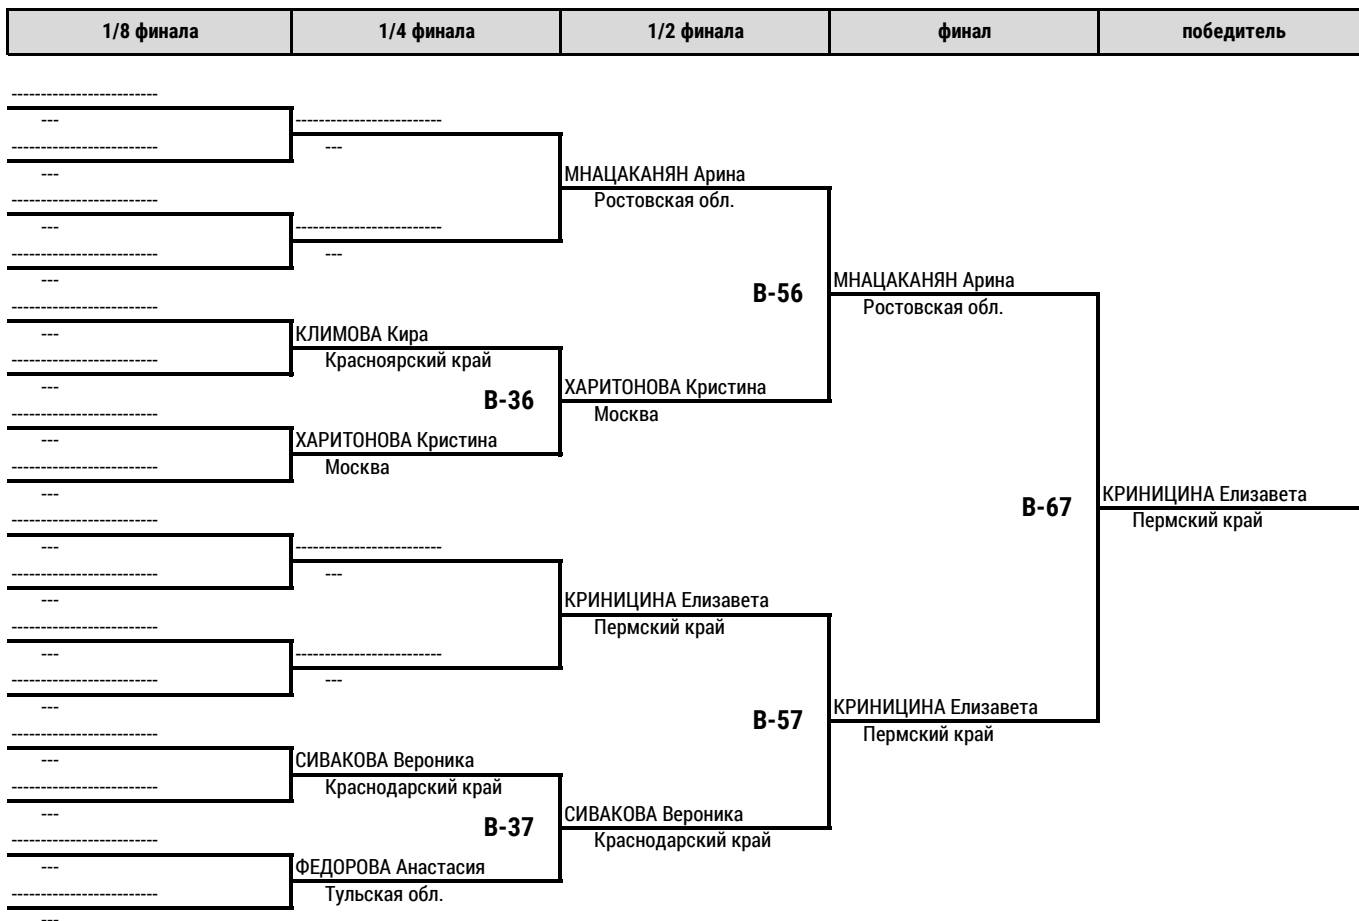 1/8 финала 1/4 финала 1/2 финала финал победитель
-------------------------
--- -------------------------
------------------------- ---
--- МНАЦАКАНЯН Арина
------------------------- Ростовская обл.
--- -------------------------
------------------------- ---
--- В-56 МНАЦАКАНЯН Арина
------------------------- Ростовская обл.
--- КЛИМОВА Кира
------------------------- Красноярский край
--- В-36 ХАРИТОНОВА Кристина
------------------------- Москва
--- ХАРИТОНОВА Кристина
------------------------- Москва
--- В-67 КРИНИЦИНА Елизавета
------------------------- Пермский край
--- -------------------------
------------------------- ---
--- КРИНИЦИНА Елизавета
------------------------- Пермский край
--- -------------------------
------------------------- ---
--- В-57 КРИНИЦИНА Елизавета
------------------------- Пермский край
--- СИВАКОВА Вероника
------------------------- Краснодарский край
--- В-37 СИВАКОВА Вероника
------------------------- Краснодарский край
--- ФЕДОРОВА Анастасия
------------------------- Тульская обл.
---